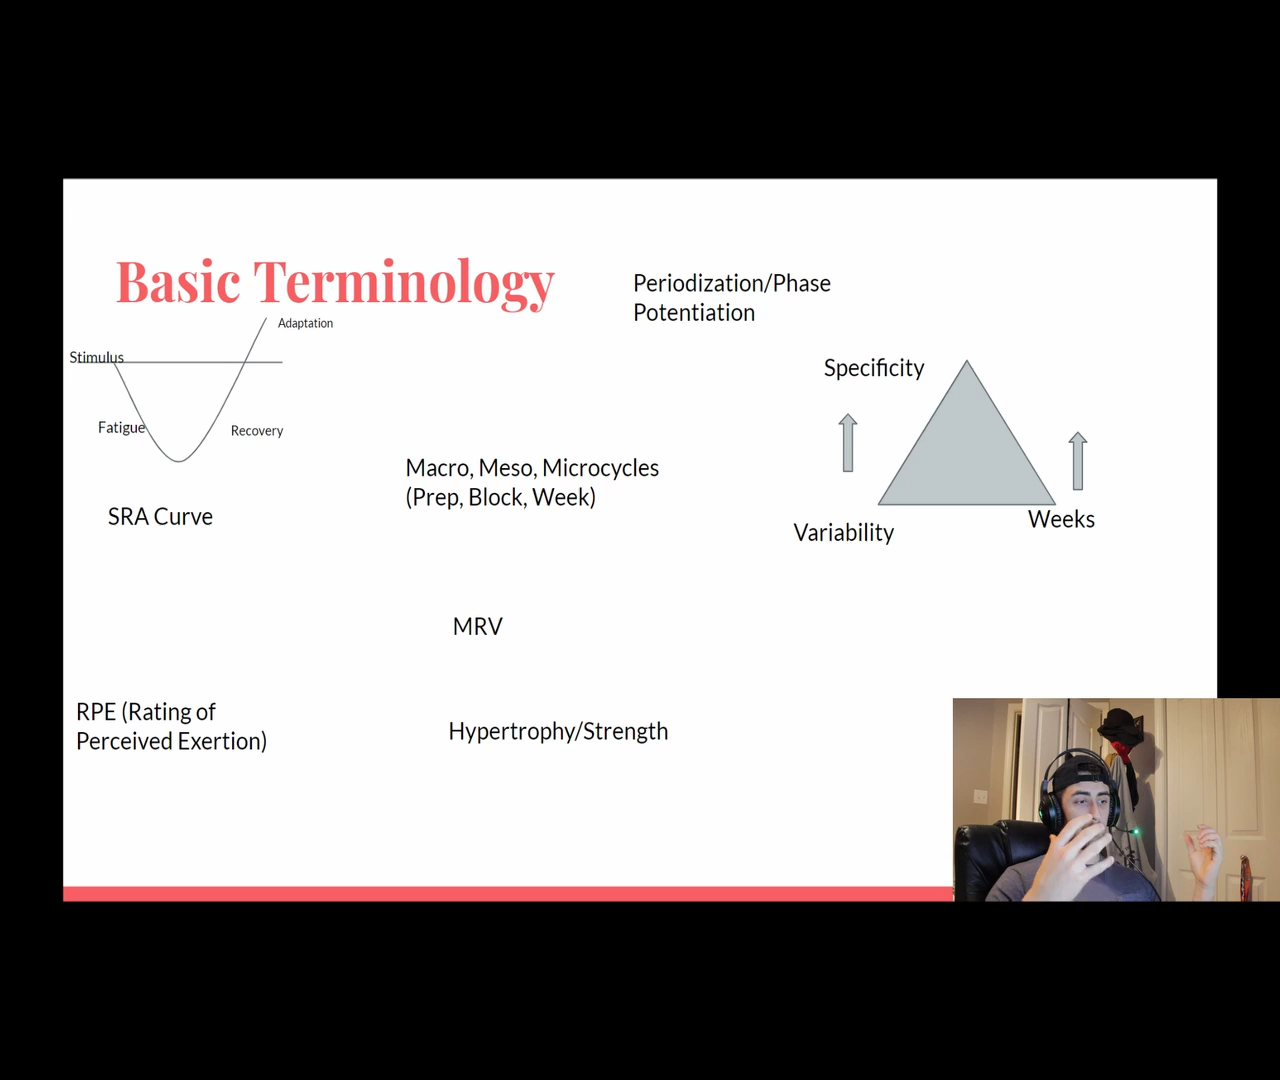 Basic Terminology
Periodization/Phase
Potentiation
Adaptation
Stimulus
Specificity
Fatigue
Recovery
Macro, Meso, Microcycles
(Prep, Block, Week)
SRA Curve
Weeks
Variability
MRV
RPE (Rating of
Perceived Exertion)
Hypertrophy/Strength